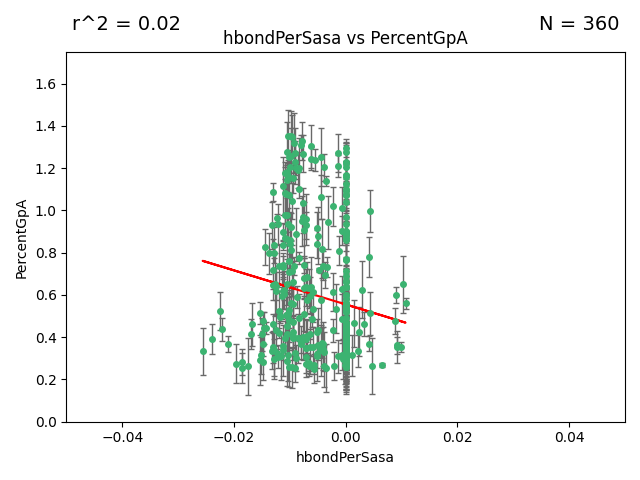 r^2 = 0.02
N = 360
hbondPerSasa vs PercentGpA
1.6
1.4
1.2
1.0
0.8
0.6
0.4
0.2
0.0
PercentGpA
−0.04
−0.02
0.00
0.02
0.04
hbondPerSasa